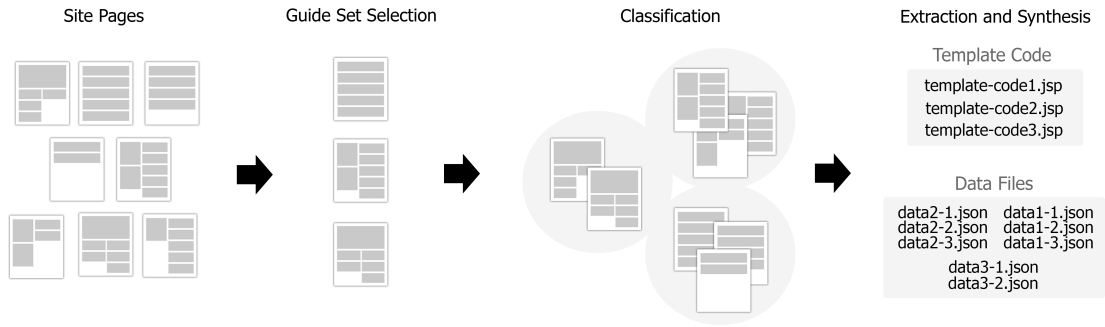 Site Pages
Guide Set Selection
Classification
Extraction and Synthesis
Template Code
template-code1.jsp
template-code2.jsp
template-code3.jsp
Data Files
data2-1.json data1-1.json
data2-2.json data1-2.json
data2-3.json data1-3.json
data3-1.json
data3-2.json